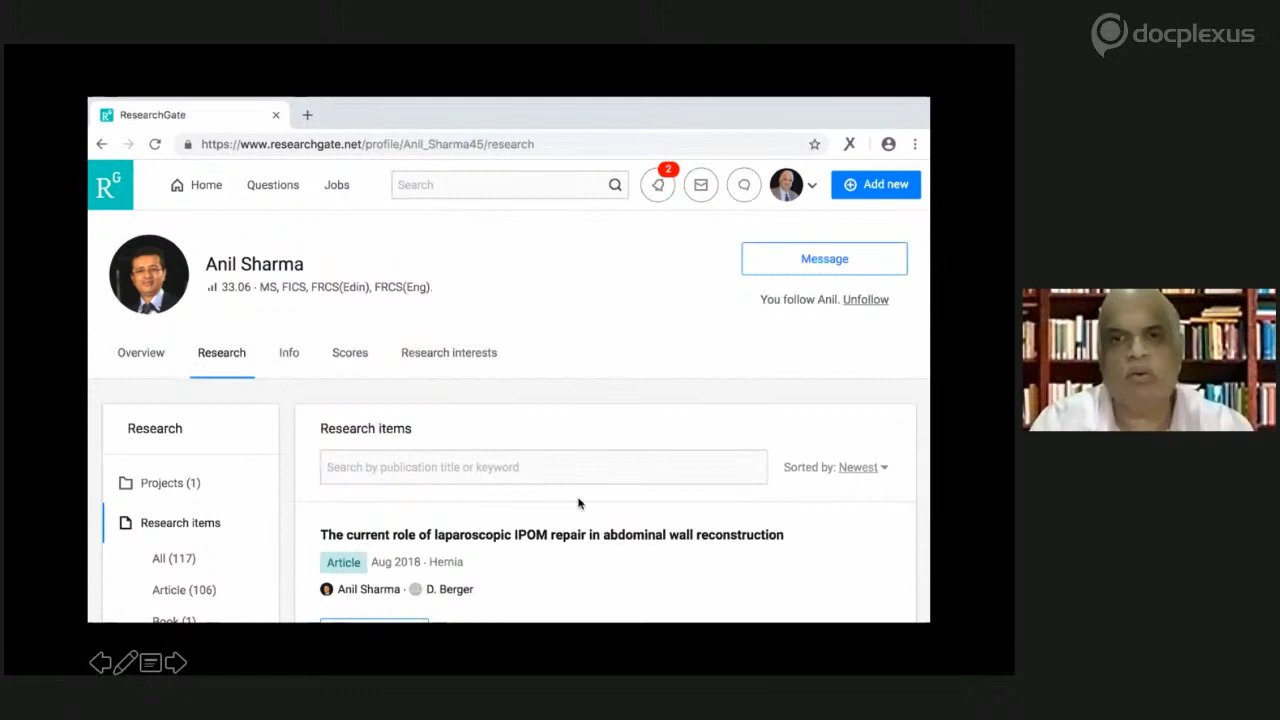 docplexus
ResearchGate
https://www.researchgate.net/profile/Anil_Sharma45/research
RG
Home
Questions
Jobs
Search
2
Add new
Anil Sharma
33.06 · MS, FICS, FRCS(Edin), FRCS(Eng).
Message
You follow Anil. Unfollow
Overview
Research
Info
Scores
Research interests
Research
Projects (1)
Research items
All (117)
Article (106)
Book (1)
Research items
Search by publication title or keyword
Sorted by: Newest
The current role of laparoscopic IPOM repair in abdominal wall reconstruction
Article Aug 2018 · Hernia
Anil Sharma · D. Berger